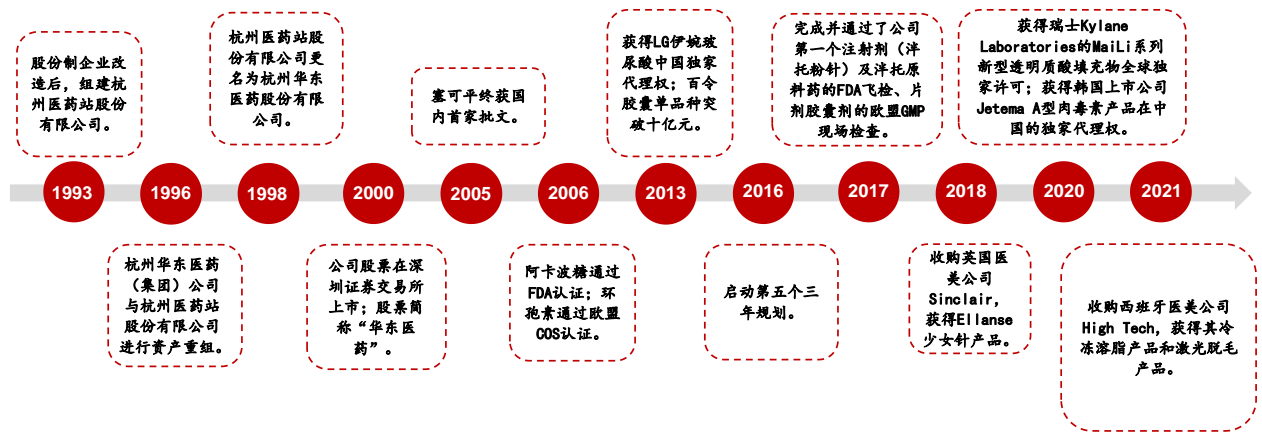 股份制企业改
造后，组建杭
州医药站股份
有限公司。
杭州医药站股
份有限公司更
名为杭州华东
医药股份有限
公司。
塞可平终获国
内首家批文。
获得LG伊婉玻
尿酸中国独家
代理权；百令
胶囊单品种突
破十亿元。
完成并通过了公司
第一个注射剂（泮
托粉针）及泮托原
料药的FDA飞检、片
剂胶囊剂的欧盟GMP
现场检查。
获得瑞士Kylane
Laboratories的MaiLi系列
新型透明质酸填充物全球独
家许可；获得韩国上市公司
Jetema A型肉毒素产品在中
国的独家代理权。
1993
1996
1998
2000
2005
2006
2013
2016
2017
2018
2020
2021
杭州华东医药
（集团）公司
与杭州医药站
股份有限公司
进行资产重组。
公司股票在深
圳证券交易所
上市；股票简
称“华东医
药”。
阿卡波糖通过
FDA认证；环
孢素通过欧盟
COS认证。
启动第五个三
年规划。
收购英国医
美公司
Sinclair，
获得Ellanse
少女针产品。
收购西班牙医美公司
High Tech，获得其冷
冻溶脂产品和激光脱毛
产品。